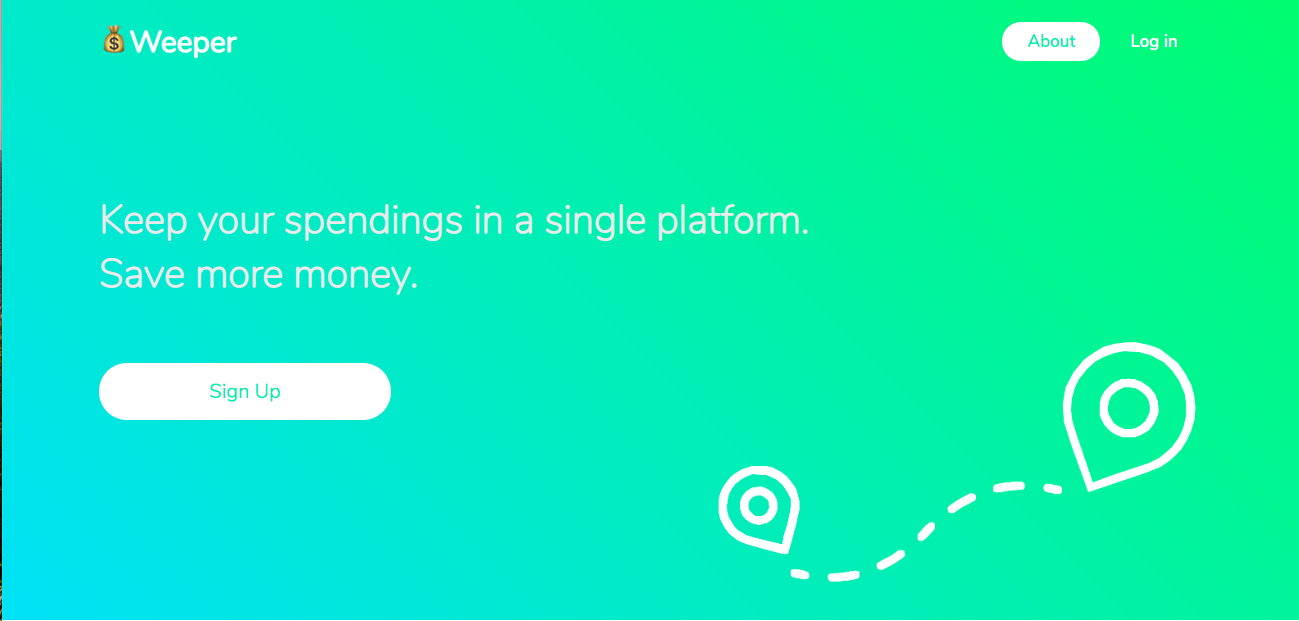 Weeper
About
Log in
Keep your spendings in a single platform.
Save more money.
Sign Up